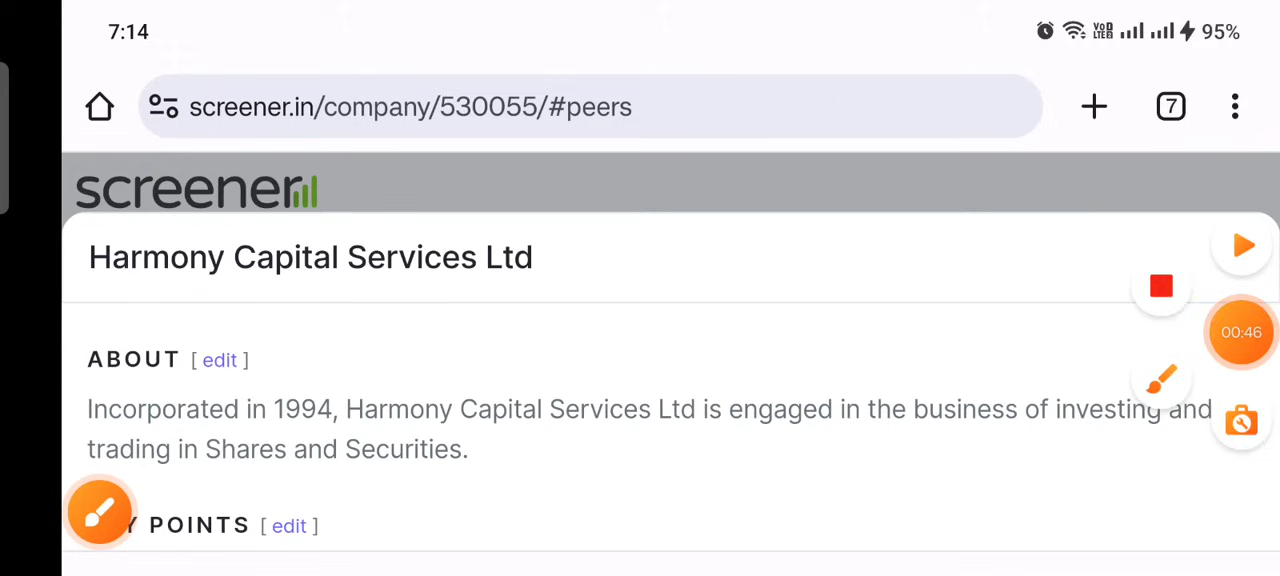 7:14
VoD LTE2 95%
screener.in/company/530055/#peers
7
screener
Harmony Capital Services Ltd
00:46
ABOUT [ edit ]
Incorporated in 1994, Harmony Capital Services Ltd is engaged in the business of investing and
trading in Shares and Securities.
Y POINTS [ edit ]